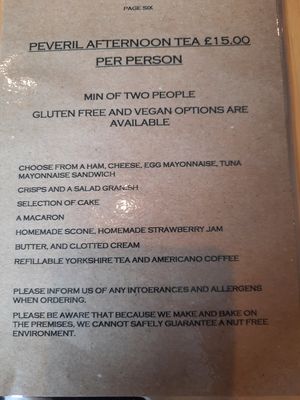 PAGE SIX
PEVERIL AFTERNOON TEA £15.00
PER PERSON
MIN OF TWO PEOPLE
GLUTEN FREE AND VEGAN OPTIONS ARE
AVAILABLE
CHOOSE FROM A HAM, CHEESE, EGG MAYONNAISE, TUNA
MAYONNAISE SANDWICH
CRISPS AND A SALAD GRANISH
SELECTION OF CAKE
A MACARON
HOMEMADE SCONE, HOMEMADE STRAWBERRY JAM
BUTTER, AND CLOTTED CREAM
REFILLABLE YORKSHIRE TEA AND AMERICANO COFFEE
PLEASE INFORM US OF ANY INTOERANCES AND ALLERGENS
WHEN ORDERING.
PLEASE BE AWARE THAT BECAUSE WE MAKE AND BAKE ON
THE PREMISES, WE CANNOT SAFELY GUARANTEE A NUT FREE
ENVIRONMENT.